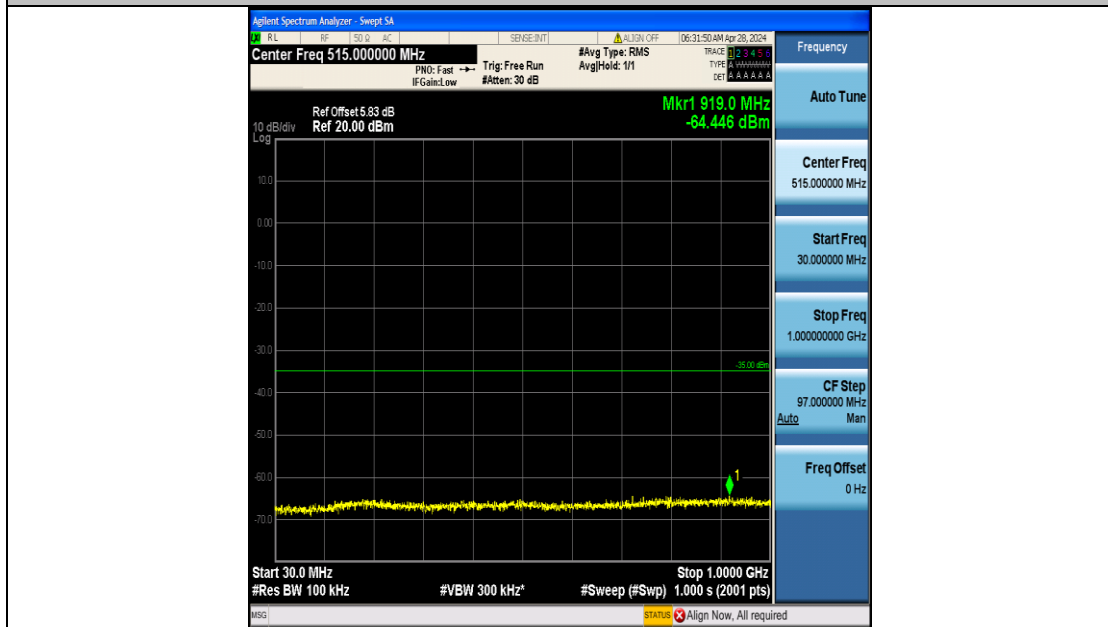 Agilent Spectrum Analyzer - Swept SA
LXI RL RF 50 Ω AC SENSE:INT ALIGN OFF 06:31:50 AM Apr 28, 2024
Center Freq 515.000000 MHz
PNO: Fast
IFGain:Low
Trig: Free Run
#Atten: 30 dB
#Avg Type: RMS
Avg|Hold: 1/1
TRACE 1 2 3 4 5 6
TYPE A WWWWW
DET A A A A A A
Frequency
Auto Tune
Center Freq
515.000000 MHz
Start Freq
30.000000 MHz
Stop Freq
1.000000000 GHz
CF Step
97.000000 MHz
Auto Man
Freq Offset
0 Hz
Mkr1 919.0 MHz
-64.446 dBm
Ref Offset 5.83 dB
10 dB/div Ref 20.00 dBm
Log
10.0
0.00
-10.0
-20.0
-30.0
-35.00 dBm
-40.0
-50.0
-60.0
1
-70.0
Start 30.0 MHz Stop 1.0000 GHz
#Res BW 100 kHz #VBW 300 kHz* #Sweep (#Swp) 1.000 s (2001 pts)
MSG STATUS Align Now, All required